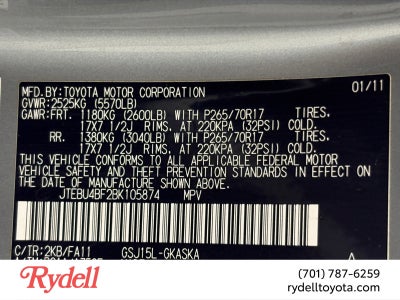 MFD.BY:TOYOTA MOTOR CORPORATION 01/11
GVWR:2525KG (5570LB)
GAWR:FRT. 1180KG (2600LB) WITH P265/70R17 TIRES.
17X7 1/2J RIMS. AT 220KPA (32PSI) COLD.
RR. 1380KG (3040LB) WITH P265/70R17 TIRES.
17X7 1/2J RIMS. AT 220KPA (32PSI) COLD.
THIS VEHICLE CONFORMS TO ALL APPLICABLE FEDERAL MOTOR
VEHICLE SAFETY AND THEFT PREVENTION STANDARDS IN EFFECT ON
THE DATE OF MANUFACTURE SHOWN ABOVE.
JTEBU4BF2BK105874 MPV
C/TR:2KB/FA11 GSJ15L-GKASKA
Rydell
(701) 787-6259
rydelltoyota.com